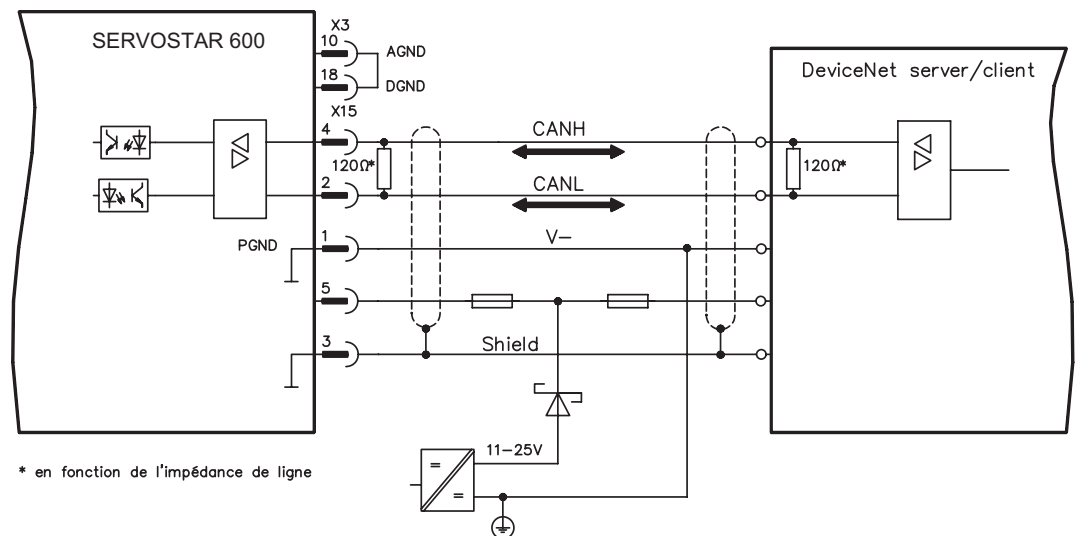 SERVOSTAR 600
X3
10
AGND
18
DGND
X15
4
CANH
120Ω*
2
CANL
PGND
1
V-
5
3
Shield
11-25V
DeviceNet server/client
120Ω*
* en fonction de l'impédance de ligne